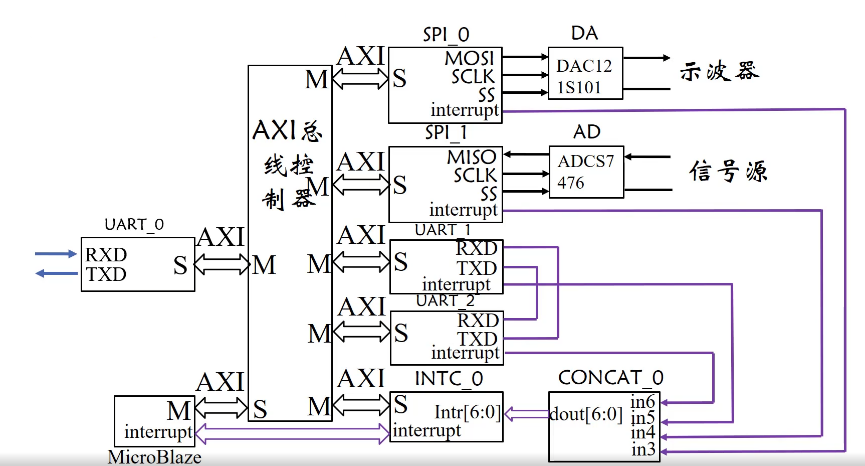 SPI_0
DA
AXI
M
S
MOSI
SCLK
SS
interrupt
DAC12
1S101
示波器
AXI总
线控
制器
SPI_1
AD
AXI
M
S
MISO
SCLK
SS
interrupt
ADCS7
476
信号源
UART_0
RXD
TXD
S
AXI
M
UART_1
AXI
M
S
RXD
TXD
interrupt
UART_2
AXI
M
S
RXD
TXD
interrupt
INTC_0
AXI
M
S
Intr[6:0]
interrupt
CONCAT_0
dout[6:0]
in6
in5
in4
in3
AXI
S
M
interrupt
MicroBlaze